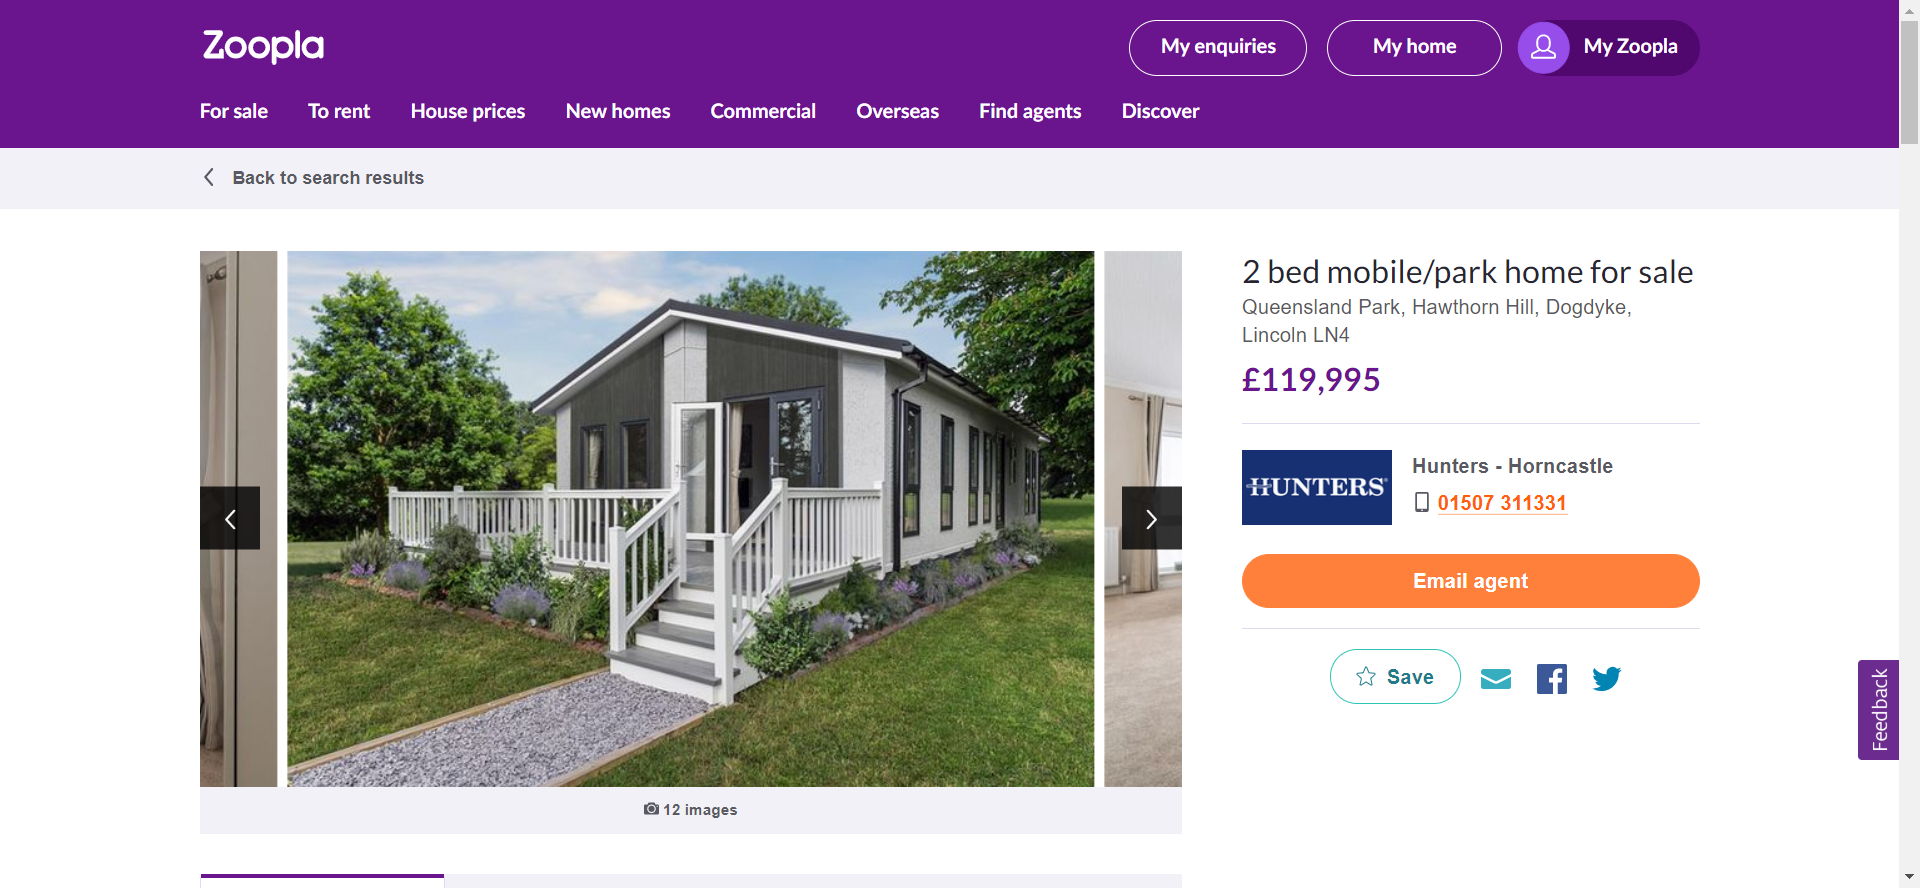 Zoopla
My enquiries
My home
My Zoopla
For sale
To rent
House prices
New homes
Commercial
Overseas
Find agents
Discover
Back to search results
2 bed mobile/park home for sale
Queensland Park, Hawthorn Hill, Dogdyke,
Lincoln LN4
£119,995
HUNTERS
Hunters - Horncastle
01507 311331
Email agent
Save
Feedback
12 images